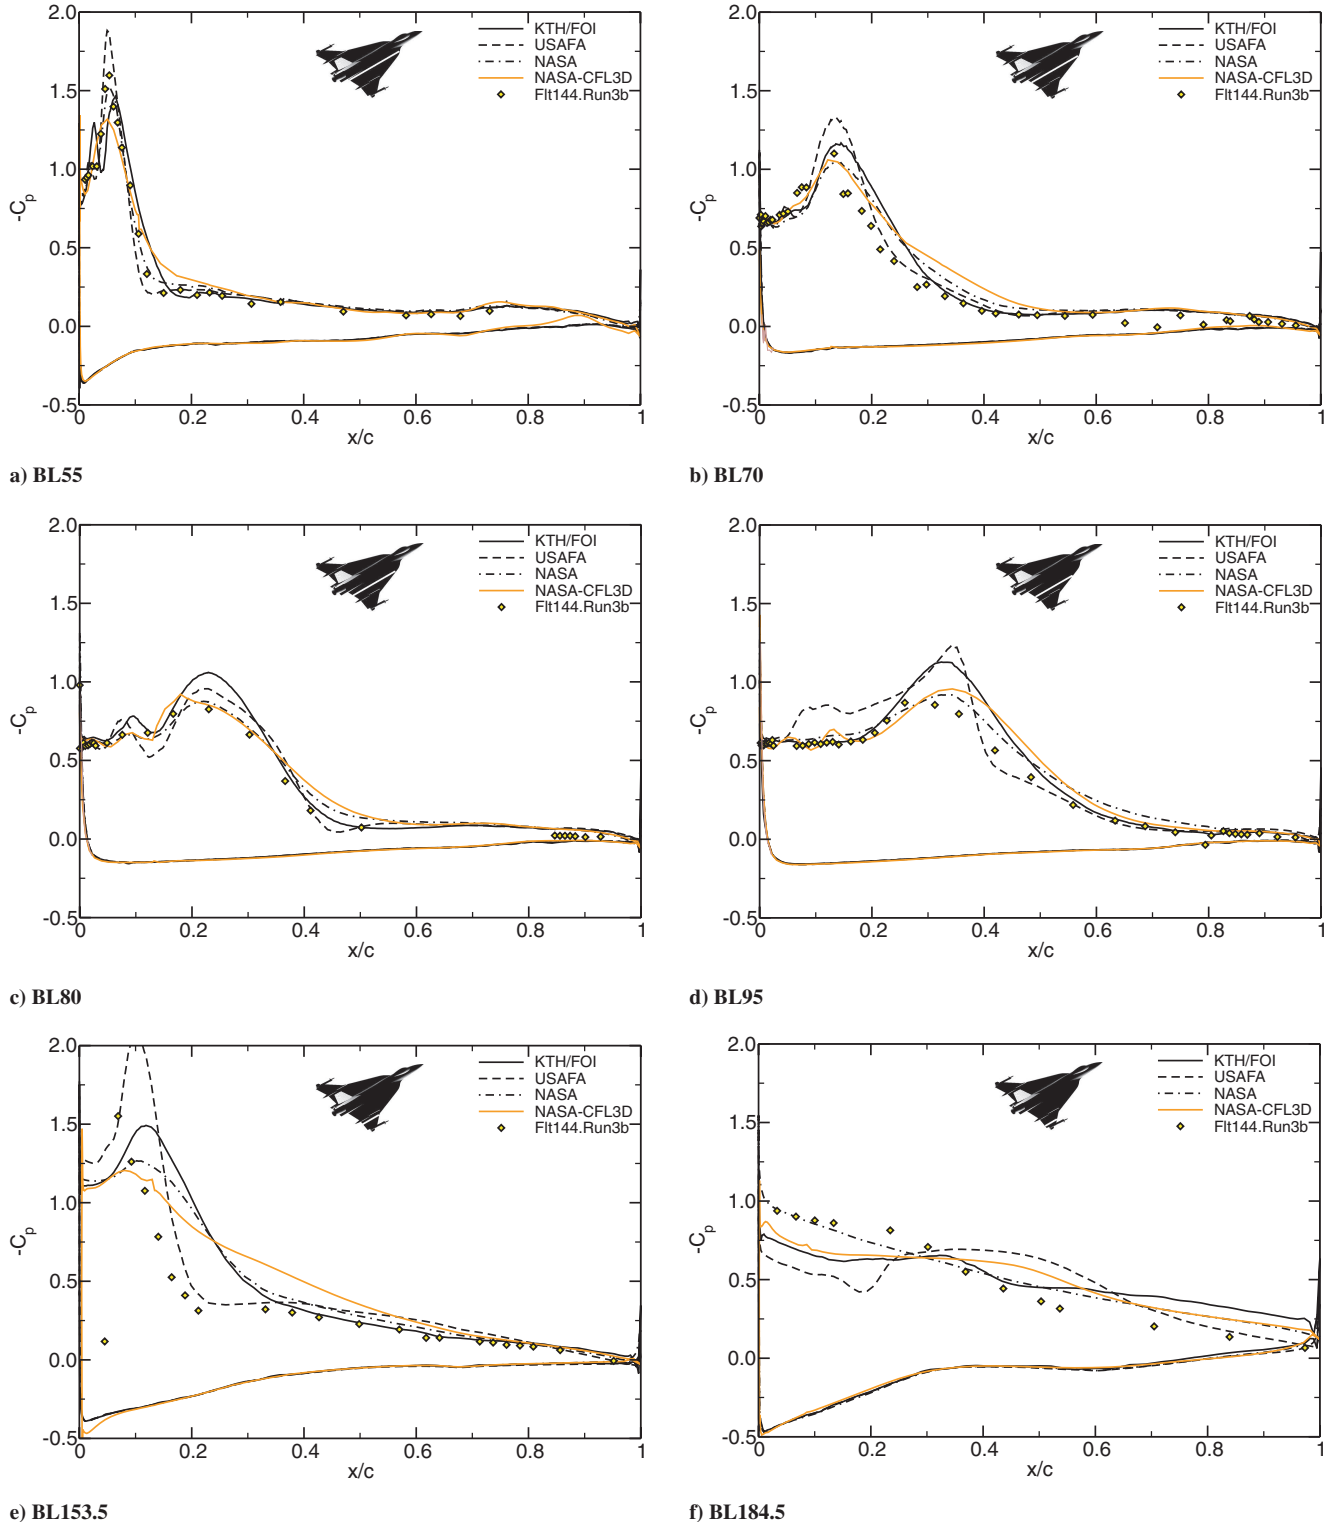 2.0
1.5
1.0
0.5
0.0
-0.5
-Cp
0
0.2
0.4
0.6
0.8
1
x/c
KTH/FOI
USAFA
NASA
NASA-CFL3D
Flt144.Run3b
a) BL55
2.0
1.5
1.0
0.5
0.0
-0.5
-Cp
0
0.2
0.4
0.6
0.8
1
x/c
KTH/FOI
USAFA
NASA
NASA-CFL3D
Flt144.Run3b
b) BL70
2.0
1.5
1.0
0.5
0.0
-0.5
-Cp
0
0.2
0.4
0.6
0.8
1
x/c
KTH/FOI
USAFA
NASA
NASA-CFL3D
Flt144.Run3b
c) BL80
2.0
1.5
1.0
0.5
0.0
-0.5
-Cp
0
0.2
0.4
0.6
0.8
1
x/c
KTH/FOI
USAFA
NASA
NASA-CFL3D
Flt144.Run3b
d) BL95
2.0
1.5
1.0
0.5
0.0
-0.5
-Cp
0
0.2
0.4
0.6
0.8
1
x/c
KTH/FOI
USAFA
NASA
NASA-CFL3D
Flt144.Run3b
e) BL153.5
2.0
1.5
1.0
0.5
0.0
-0.5
-Cp
0
0.2
0.4
0.6
0.8
1
x/c
KTH/FOI
USAFA
NASA
NASA-CFL3D
Flt144.Run3b
f) BL184.5